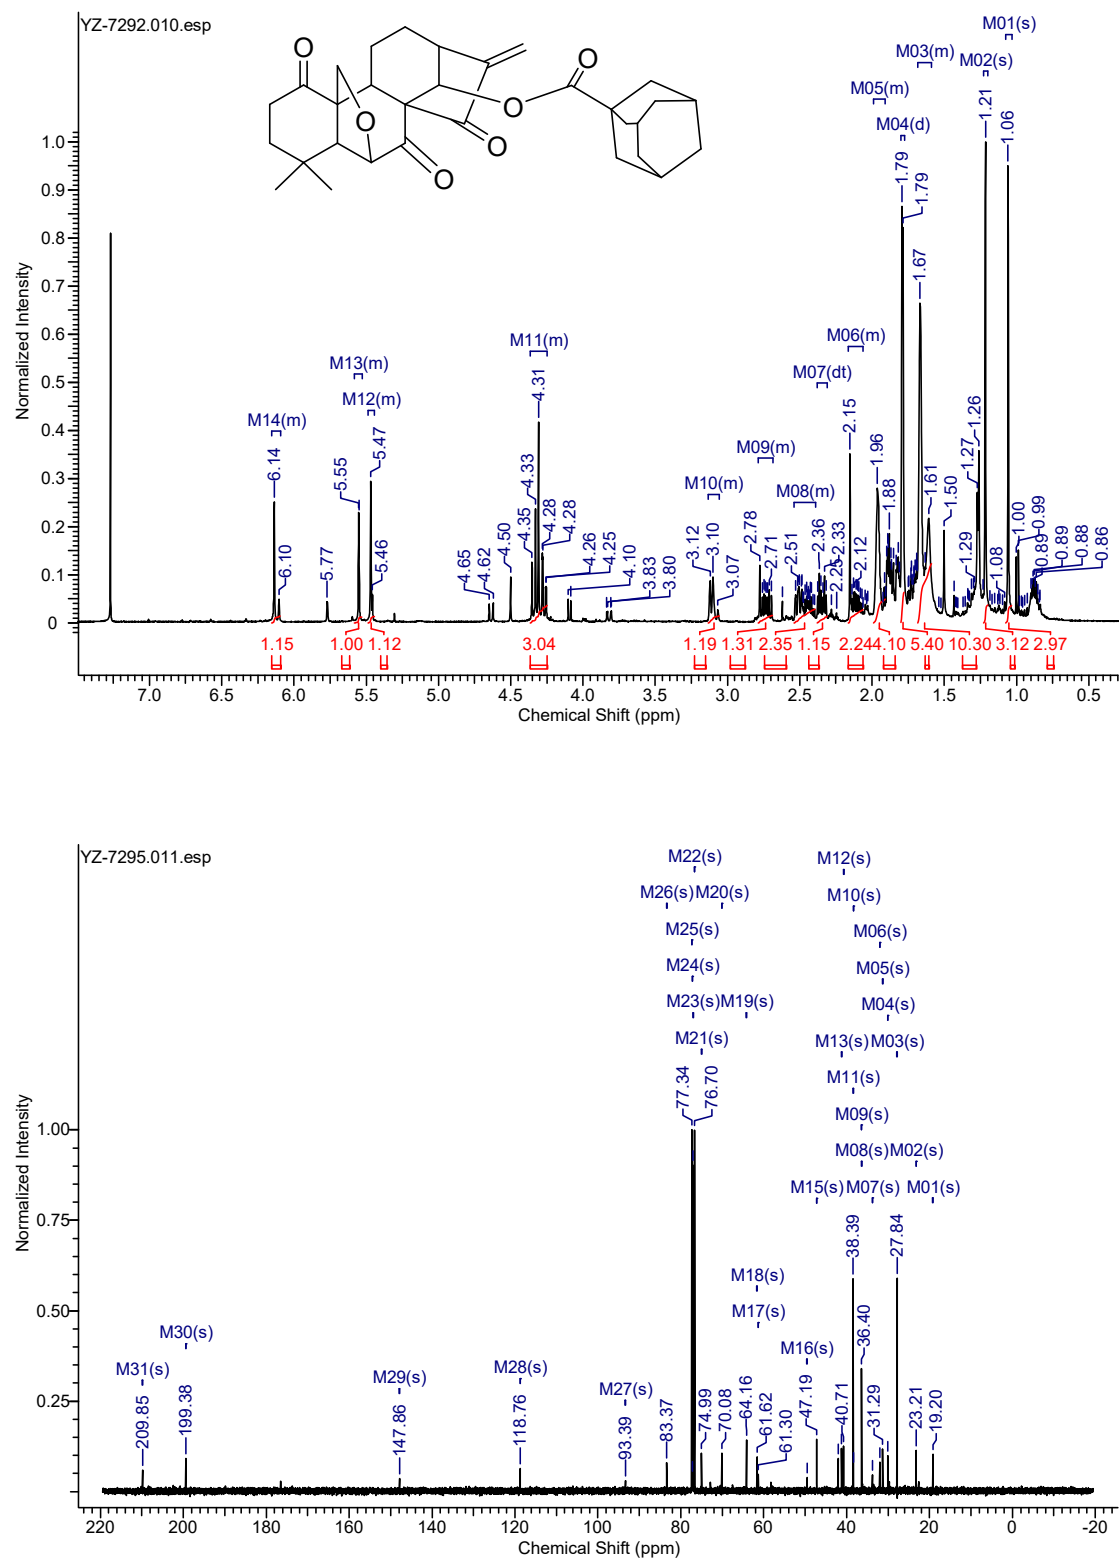 YZ-7292.010.esp
O
O
O
O
O
O
M01(s)
M03(m)
M02(s)
M05(m)
M04(d)
1.21
1.06
1.79
1.79
1.67
M06(m)
M11(m)
M13(m)
M07(dt)
M12(m)
4.31
2.15
1.26
M14(m)
5.47
M09(m)
M08(m)
M10(m)
6.14
6.10
5.77
5.55
5.46
4.65
4.62
4.50
4.35
4.33
4.28
4.28
4.26
4.25
4.10
3.83
3.80
3.12
3.10
3.07
2.78
2.71
2.51
2.36
2.33
2.25
2.12
1.96
1.88
1.61
1.50
1.29
1.27
1.08
1.00
0.99
0.89
0.89
0.88
0.86
1.0
0.9
0.8
0.7
0.6
0.5
0.4
0.3
0.2
0.1
0
Normalized Intensity
1.15 1.00 1.12 3.04 1.19 1.31 2.35 1.15 2.24 4.10 5.40 10.30 3.12 2.97
7.0 6.5 6.0 5.5 5.0 4.5 4.0 3.5 3.0 2.5 2.0 1.5 1.0 0.5
Chemical Shift (ppm)
YZ-7295.011.esp
M22(s) M12(s)
M26(s) M20(s) M10(s)
M25(s) M06(s)
M24(s) M05(s)
M23(s) M19(s) M04(s)
M21(s) M13(s) M03(s)
M11(s)
M09(s)
M08(s) M02(s)
M15(s) M07(s) M01(s)
77.34
76.70
38.39
27.84
M18(s)
M17(s)
M30(s)
M16(s)
M31(s)
M29(s)
M28(s)
M27(s)
209.85
199.38
147.86
118.76
93.39
83.37
74.99
70.08
64.16
61.62
61.30
47.19
40.71
36.40
31.29
23.21
19.20
1.00
0.75
0.50
0.25
Normalized Intensity
220 200 180 160 140 120 100 80 60 40 20 0 -20
Chemical Shift (ppm)